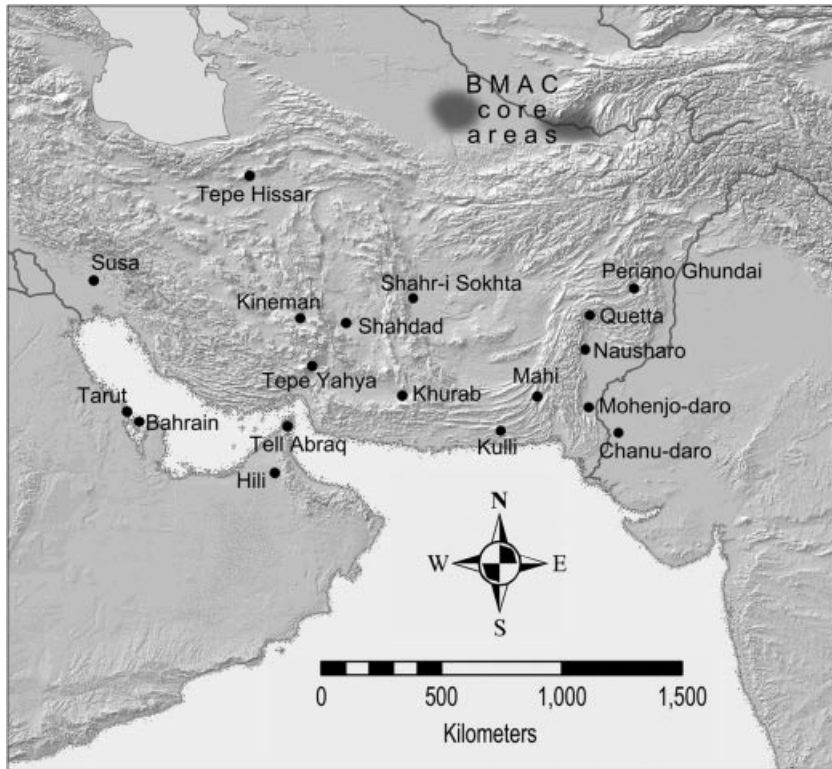 BMAC
core
areas
Tepe Hissar
Susa
Shahr-i Sokhta
Periano Ghundai
Kineman
Shahdad
Quetta
Nausharo
Tepe Yahya
Khurab
Mahi
Tarut
Bahrain
Mohenjo-daro
Tell Abraq
Kulli
Chanu-daro
Hili
N
W E
S
0 500 1,000 1,500
Kilometers